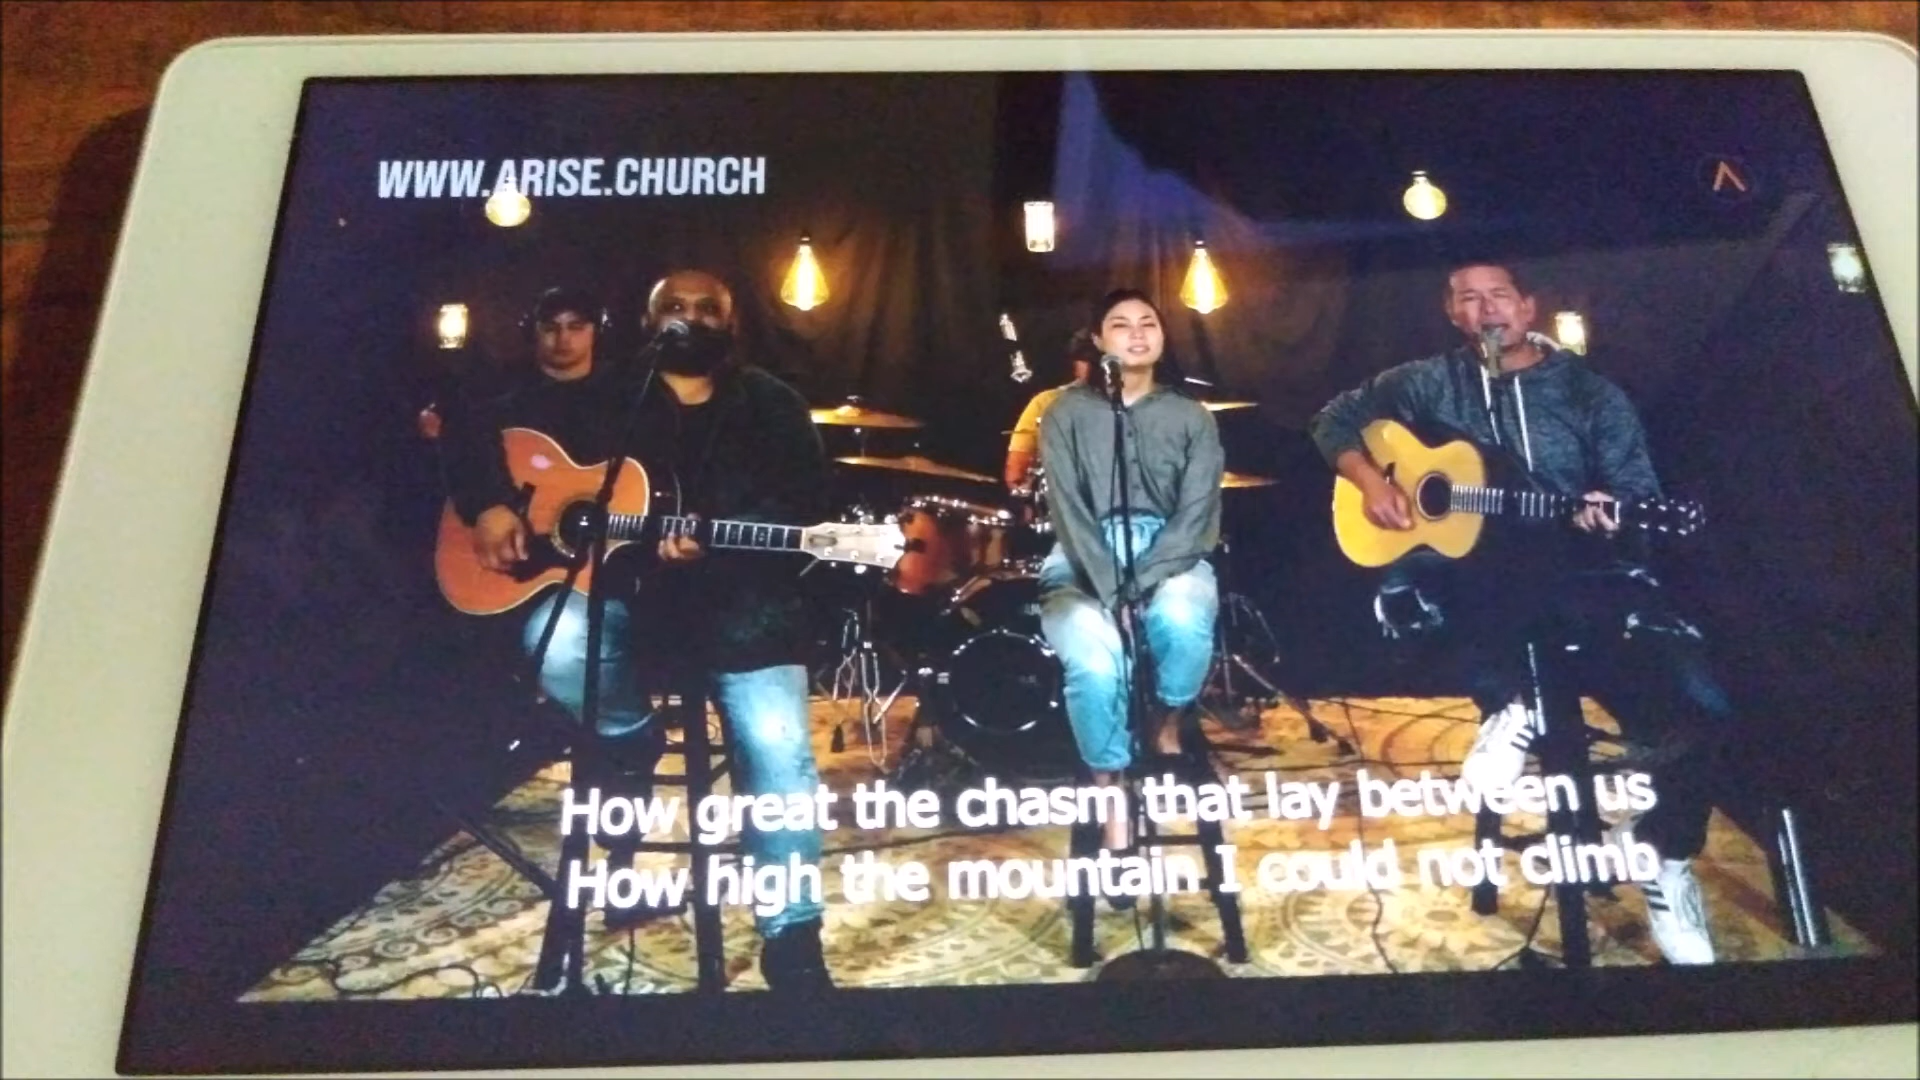 WWW.ARISE.CHURCH
How great the chasm that lay between us
How high the mountain I could not climb